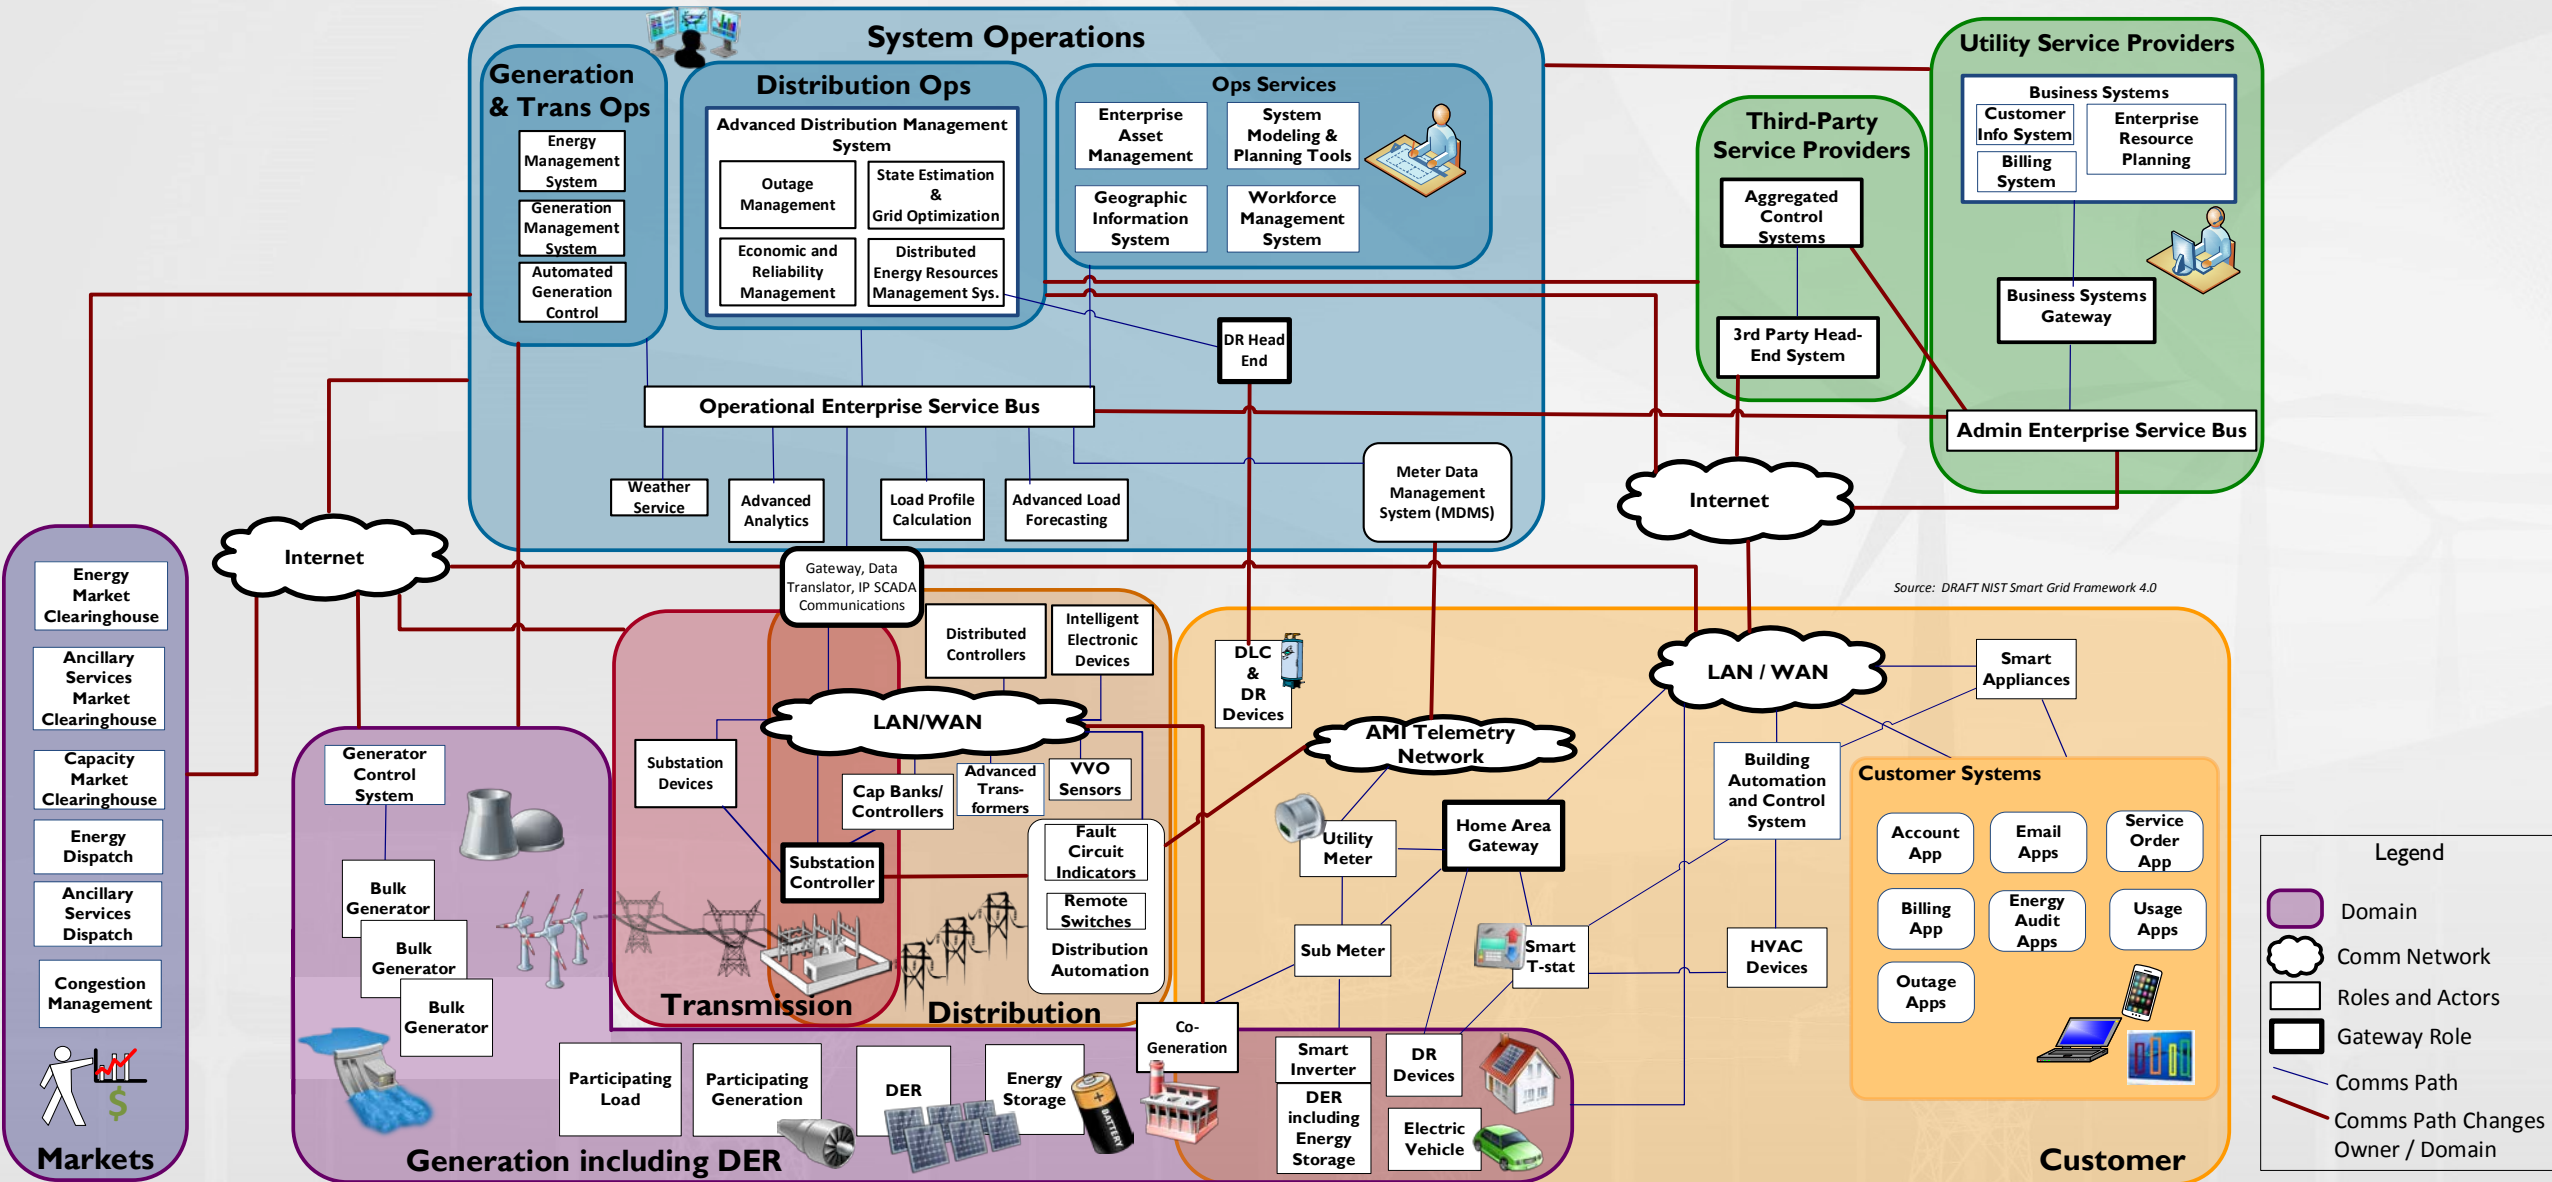 System Operations
Generation
& Trans Ops
Energy
Management
System
Generation
Management
System
Automated
Generation
Control
Distribution Ops
Advanced Distribution Management
System
Outage
Management
State Estimation
&
Grid Optimization
Economic and
Reliability
Management
Distributed
Energy Resources
Management Sys.
Ops Services
Enterprise
Asset
Management
System
Modeling &
Planning Tools
Geographic
Information
System
Workforce
Management
System
DR Head
End
Operational Enterprise Service Bus
Weather
Service
Advanced
Analytics
Load Profile
Calculation
Advanced Load
Forecasting
Meter Data
Management
System (MDMS)
Gateway, Data
Translator, IP SCADA
Communications
Third-Party
Service Providers
Aggregated
Control
Systems
3rd Party Head-
End System
Utility Service Providers
Business Systems
Customer
Info System
Billing
System
Enterprise
Resource
Planning
Business Systems
Gateway
Admin Enterprise Service Bus
Internet
Internet
Source: DRAFT NIST Smart Grid Framework 4.0
Energy
Market
Clearinghouse
Ancillary
Services
Market
Clearinghouse
Capacity
Market
Clearinghouse
Energy
Dispatch
Ancillary
Services
Dispatch
Congestion
Management
$
Markets
Generator
Control
System
Bulk
Generator
Bulk
Generator
Bulk
Generator
Participating
Load
Participating
Generation
DER
Energy
Storage
BATTERY
Generation including DER
Distributed
Controllers
Intelligent
Electronic
Devices
LAN/WAN
Substation
Devices
Cap Banks/
Controllers
Advanced
Trans-
formers
VVO
Sensors
Substation
Controller
Fault
Circuit
Indicators
Remote
Switches
Distribution
Automation
Transmission
Distribution
Co-
Generation
DLC
&
DR
Devices
AMI Telemetry
Network
LAN / WAN
Smart
Appliances
Building
Automation
and Control
System
Utility
Meter
Home Area
Gateway
Sub Meter
Smart
T-stat
HVAC
Devices
Smart
Inverter
DER
including
Energy
Storage
DR
Devices
Electric
Vehicle
Customer Systems
Account
App
Email
Apps
Service
Order
App
Billing
App
Energy
Audit
Apps
Usage
Apps
Outage
Apps
Customer
Legend
Domain
Comm Network
Roles and Actors
Gateway Role
Comms Path
Comms Path Changes
Owner / Domain